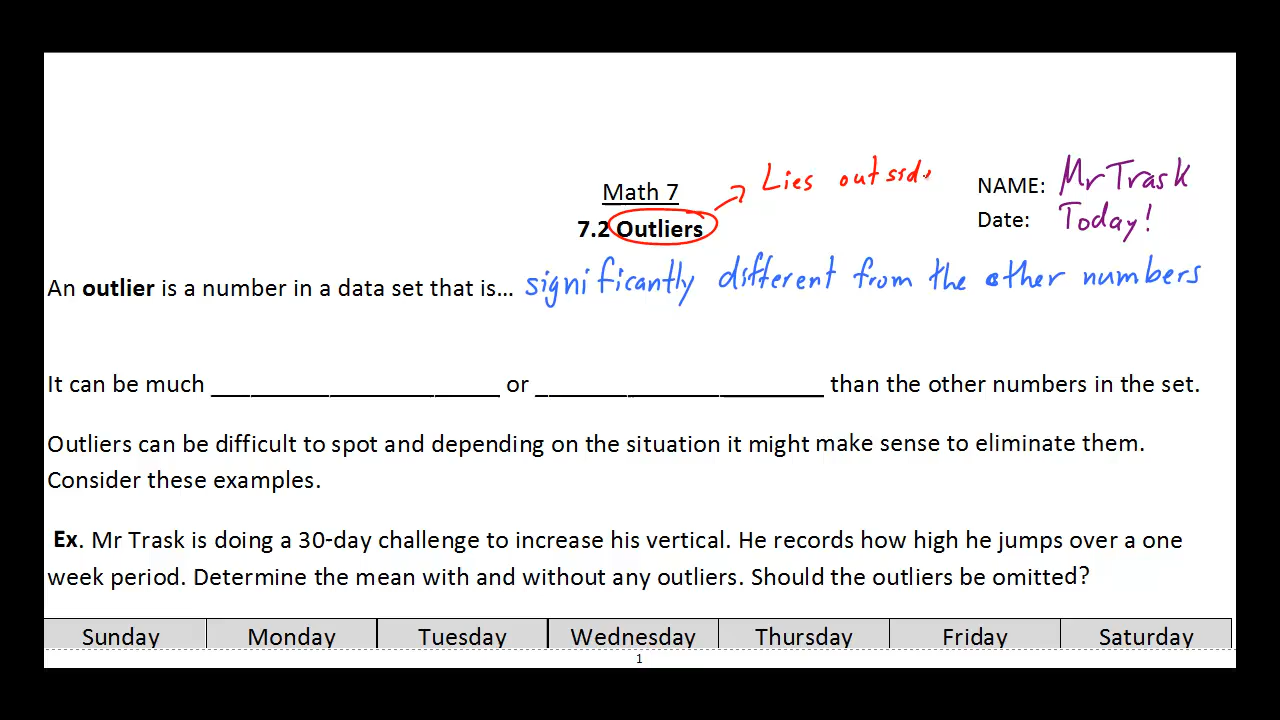 Math 7
Lies outsid
NAME: Mr Trask
7.2 Outliers
Date: Today!
An outlier is a number in a data set that is... significantly different from the other numbers
It can be much ______________________ or ______________________ than the other numbers in the set.
Outliers can be difficult to spot and depending on the situation it might make sense to eliminate them.
Consider these examples.
Ex. Mr Trask is doing a 30-day challenge to increase his vertical. He records how high he jumps over a one
week period. Determine the mean with and without any outliers. Should the outliers be omitted?
Sunday Monday Tuesday Wednesday Thursday Friday Saturday
1